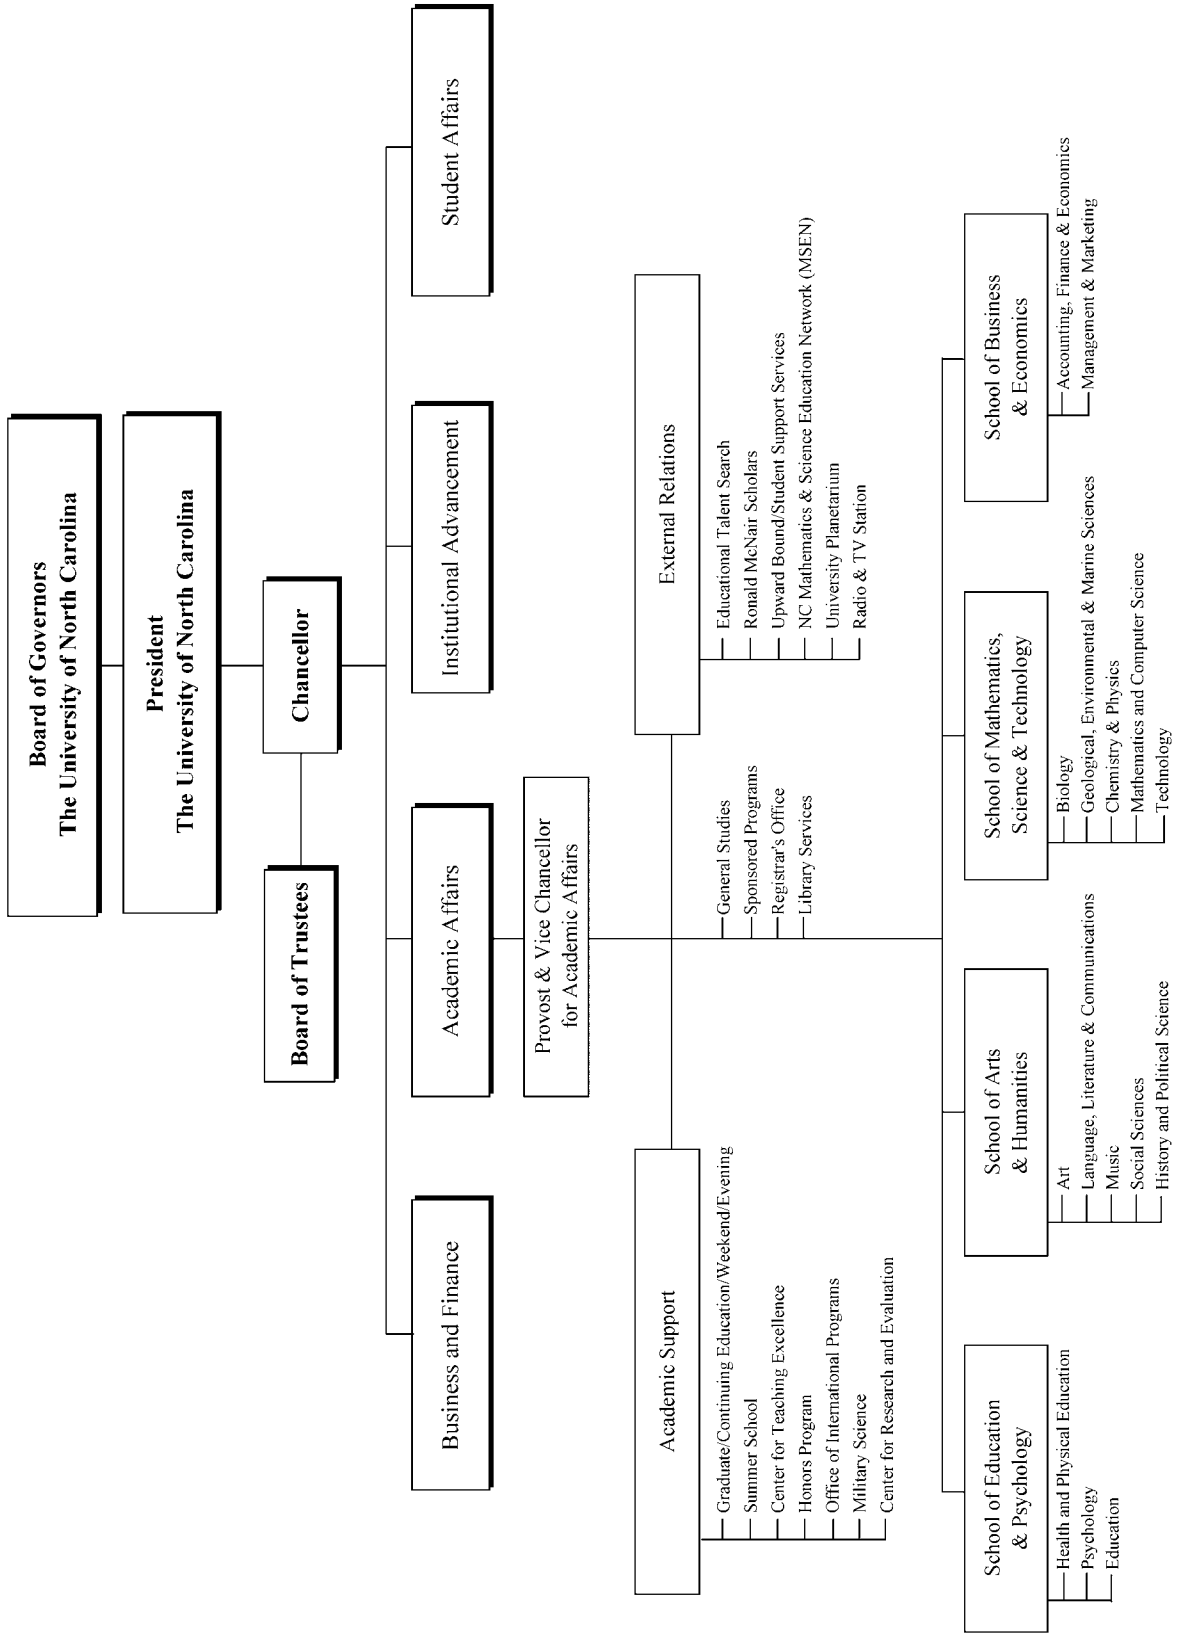 Board of Governors
The University of North Carolina
President
The University of North Carolina
Chancellor
Board of Trustees
Business and Finance
Academic Affairs
Institutional Advancement
Student Affairs
Provost & Vice Chancellor
for Academic Affairs
Academic Support
Graduate/Continuing Education/Weekend/Evening
Summer School
Center for Teaching Excellence
Honors Program
Office of International Programs
Military Science
Center for Research and Evaluation
General Studies
Sponsored Programs
Registrar's Office
Library Services
External Relations
Educational Talent Search
Ronald McNair Scholars
Upward Bound/Student Support Services
NC Mathematics & Science Education Network (MSEN)
University Planetarium
Radio & TV Station
School of Education
& Psychology
Health and Physical Education
Psychology
Education
School of Arts
& Humanities
Art
Language, Literature & Communications
Music
Social Sciences
History and Political Science
School of Mathematics,
Science & Technology
Biology
Geological, Environmental & Marine Sciences
Chemistry & Physics
Mathematics and Computer Science
Technology
School of Business
& Economics
Accounting, Finance & Economics
Management & Marketing